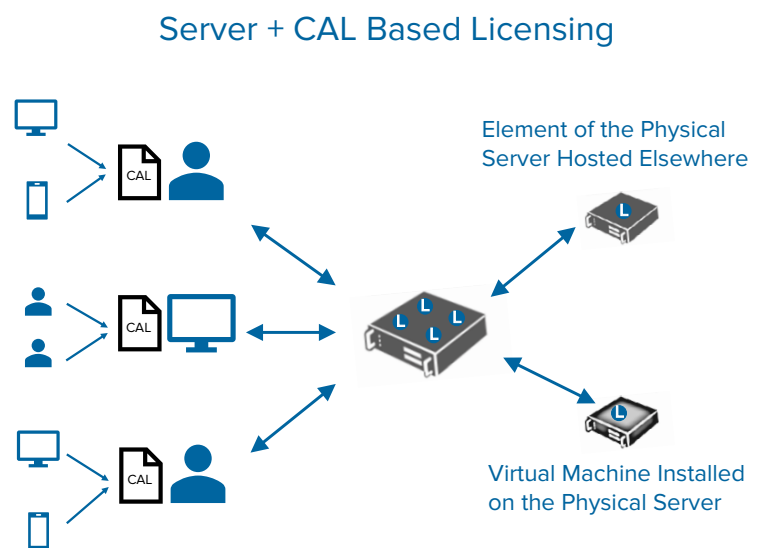 Server + CAL Based Licensing
Element of the Physical
Server Hosted Elsewhere
CAL
L
L
L
L
L
CAL
L
CAL
Virtual Machine Installed
on the Physical Server